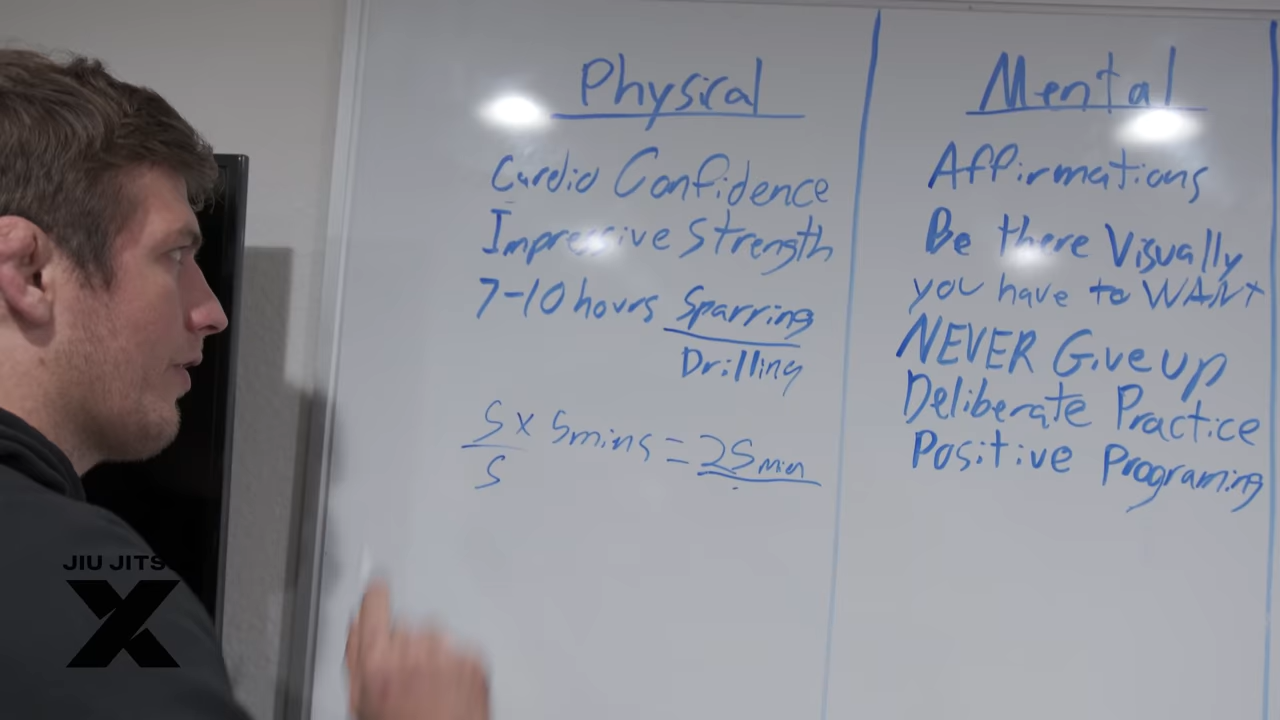 Physical
Cardio Confidence
Impressive Strength
7-10 hours Sparring
Drilling
5 x 5mins = 25min
5
Mental
Affirmations
Be there Visually
you have to WANT
NEVER Give up
Deliberate Practice
Positive Programing
JIU JITS
X